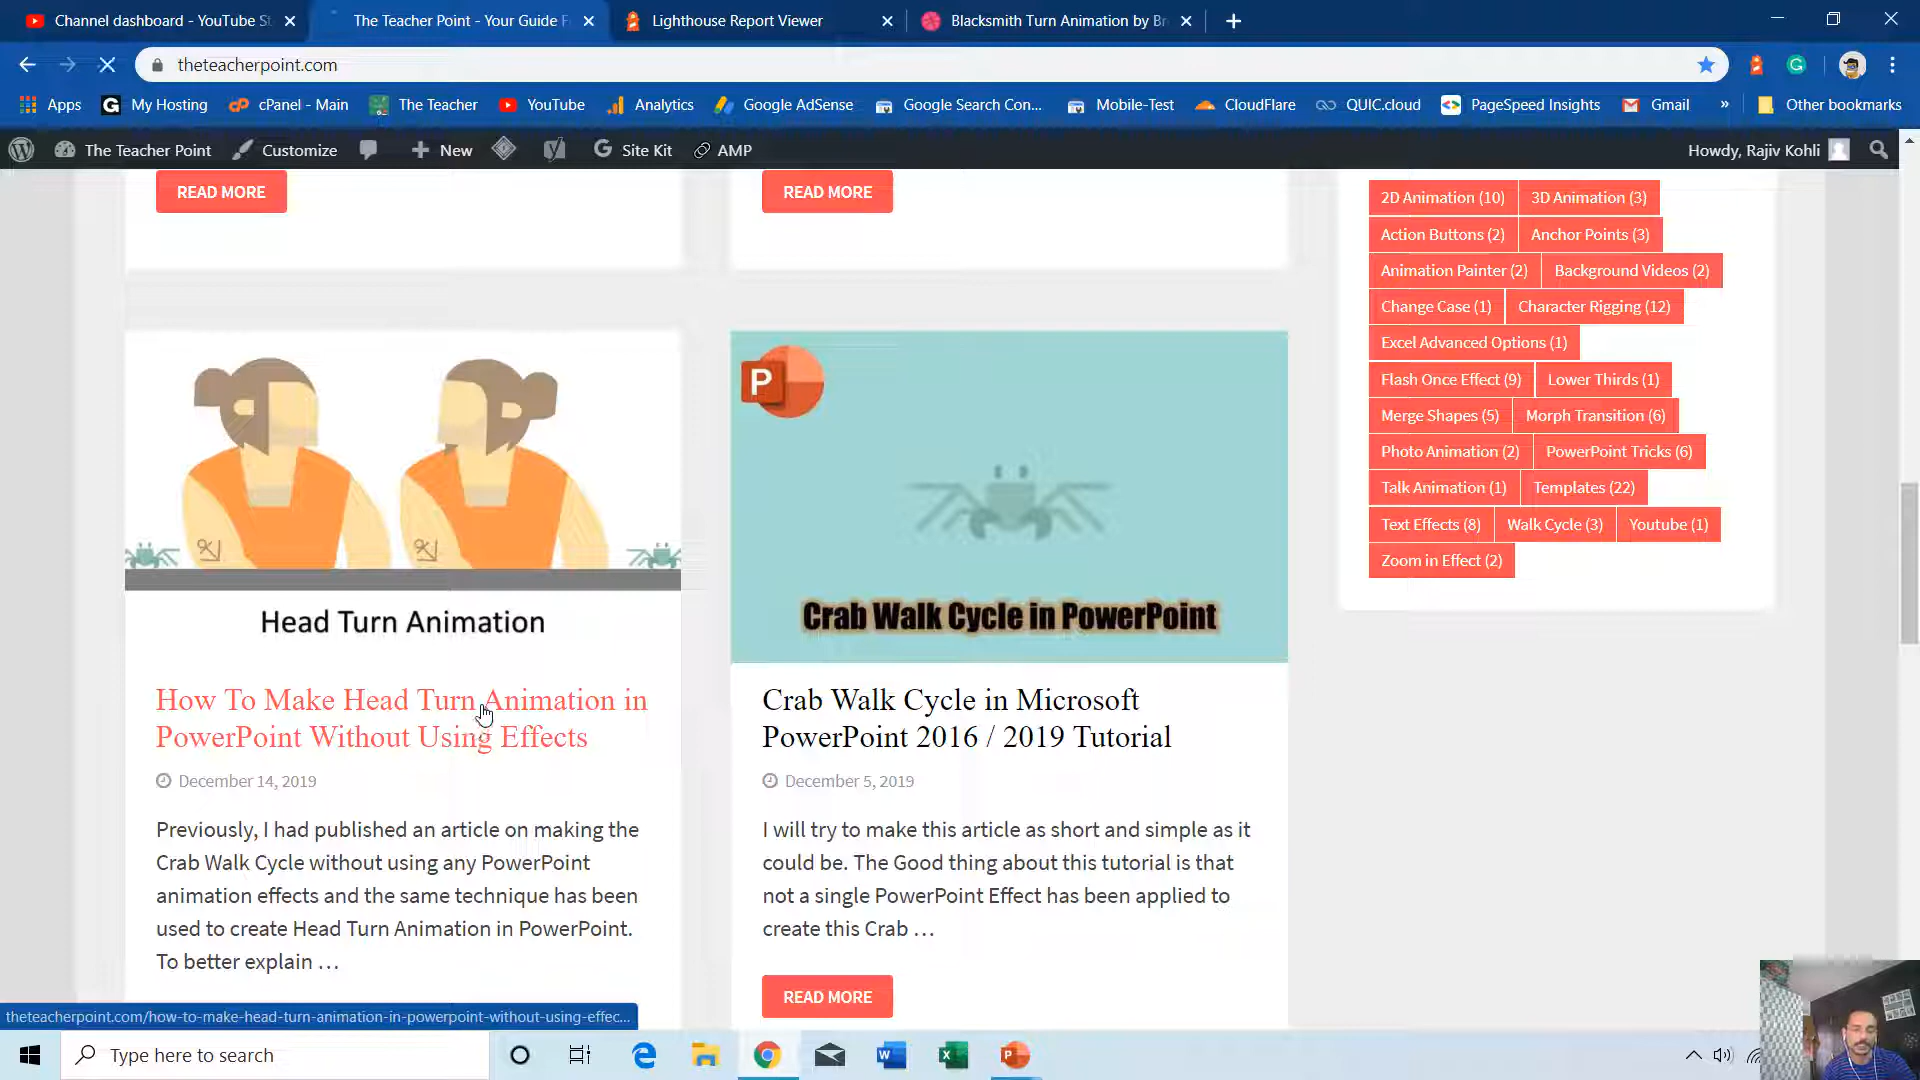 Channel dashboard - YouTube St
The Teacher Point - Your Guide F
Lighthouse Report Viewer
Blacksmith Turn Animation by Br
theteacherpoint.com
Apps
My Hosting
cPanel - Main
The Teacher
YouTube
Analytics
Google AdSense
Google Search Con...
Mobile-Test
CloudFlare
QUIC.cloud
PageSpeed Insights
Gmail
»
Other bookmarks
The Teacher Point
Customize
New
Site Kit
AMP
Howdy, Rajiv Kohli
READ MORE
READ MORE
2D Animation (10)
3D Animation (3)
Action Buttons (2)
Anchor Points (3)
Animation Painter (2)
Background Videos (2)
Change Case (1)
Character Rigging (12)
Excel Advanced Options (1)
Flash Once Effect (9)
Lower Thirds (1)
Merge Shapes (5)
Morph Transition (6)
Photo Animation (2)
PowerPoint Tricks (6)
Talk Animation (1)
Templates (22)
Text Effects (8)
Walk Cycle (3)
Youtube (1)
Zoom in Effect (2)
Head Turn Animation
How To Make Head Turn Animation in
PowerPoint Without Using Effects
December 14, 2019
Previously, I had published an article on making the
Crab Walk Cycle without using any PowerPoint
animation effects and the same technique has been
used to create Head Turn Animation in PowerPoint.
To better explain …
P
Crab Walk Cycle in PowerPoint
Crab Walk Cycle in Microsoft
PowerPoint 2016 / 2019 Tutorial
December 5, 2019
I will try to make this article as short and simple as it
could be. The Good thing about this tutorial is that
not a single PowerPoint Effect has been applied to
create this Crab …
READ MORE
theteacherpoint.com/how-to-make-head-turn-animation-in-powerpoint-without-using-effec...
Type here to search